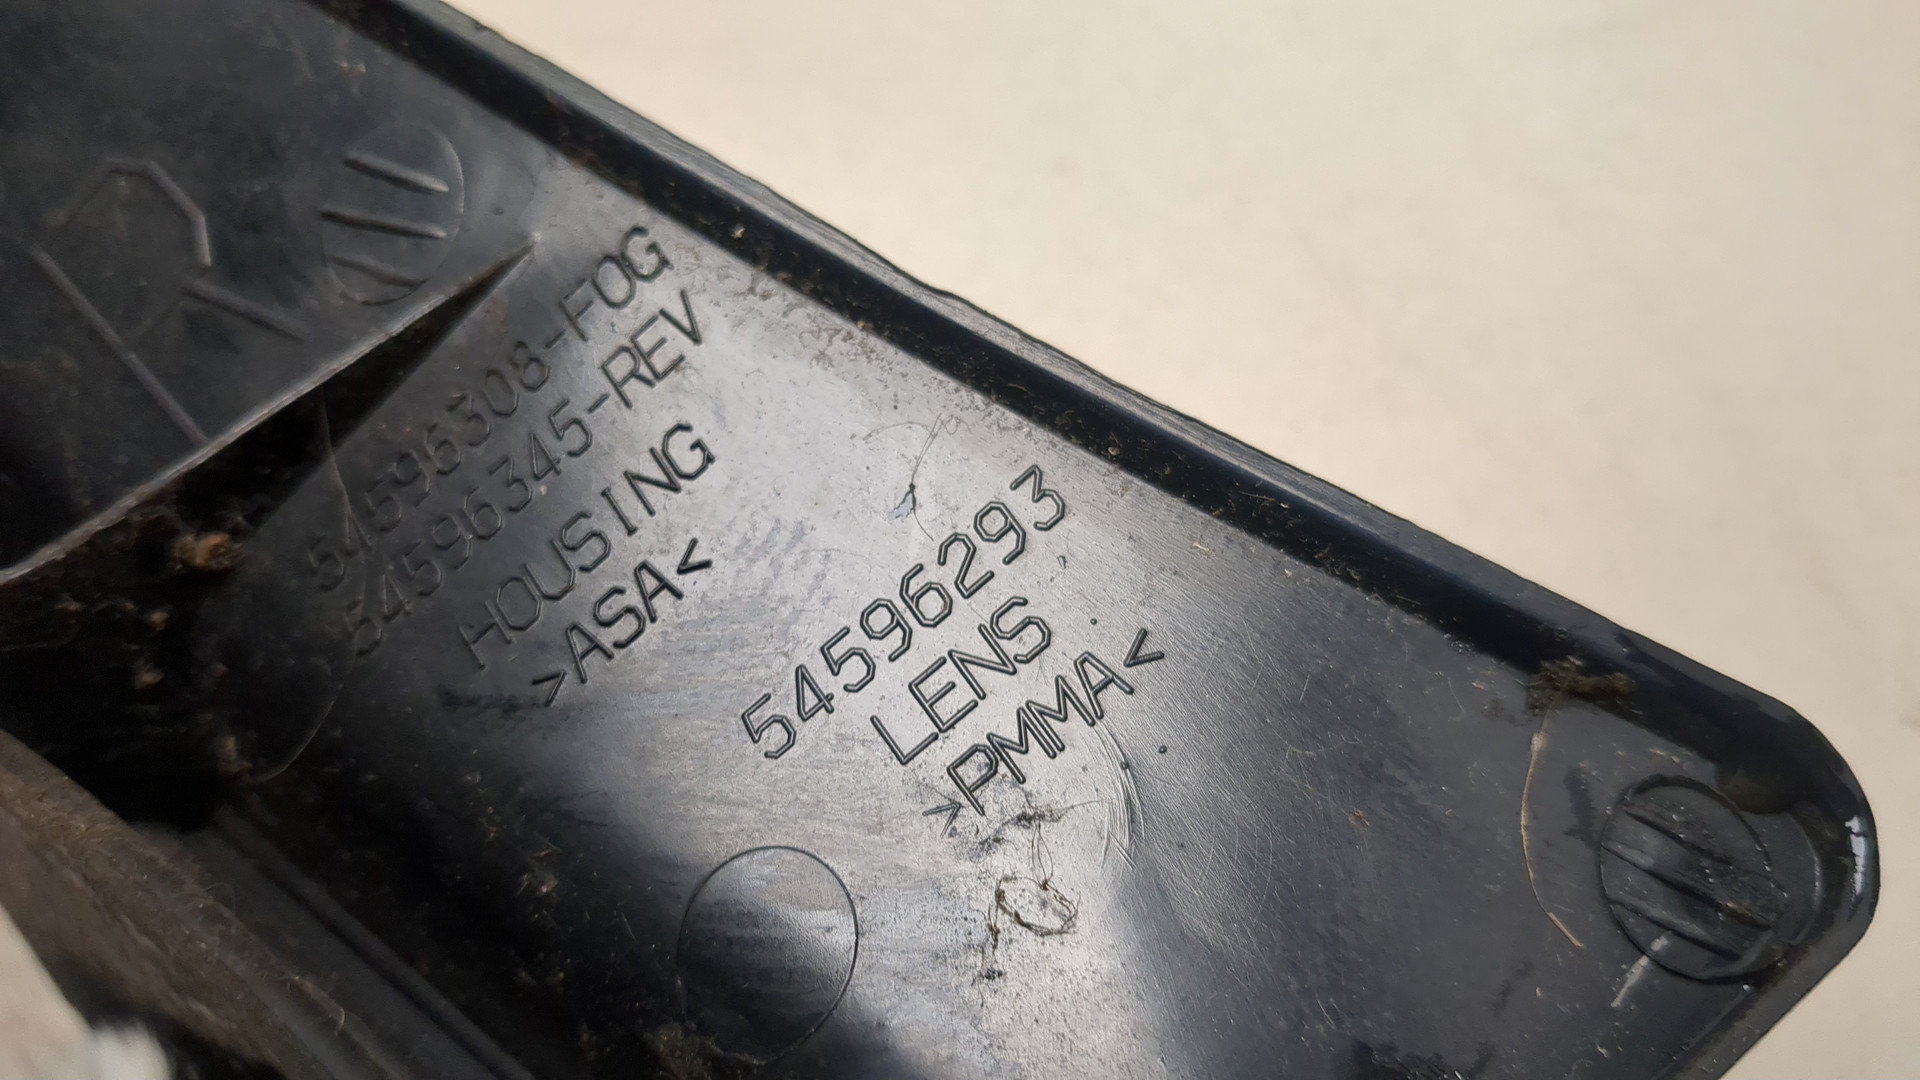 R
54596308-FOG
54596345-REV
HOUSING
>ASA<
54596293
LENS
>PMMA<